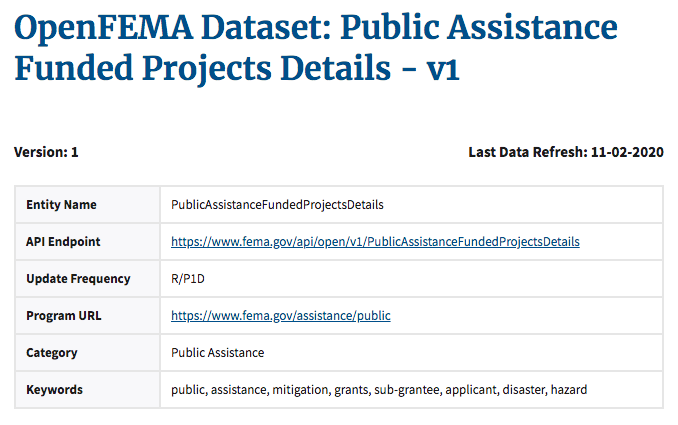 OpenFEMA Dataset: Public Assistance
Funded Projects Details - v1
Version: 1 Last Data Refresh: 11-02-2020
Entity Name PublicAssistanceFundedProjectsDetails
API Endpoint https://www.fema.gov/api/open/v1/PublicAssistanceFundedProjectsDetails
Update Frequency R/P1D
Program URL https://www.fema.gov/assistance/public
Category Public Assistance
Keywords public, assistance, mitigation, grants, sub-grantee, applicant, disaster, hazard